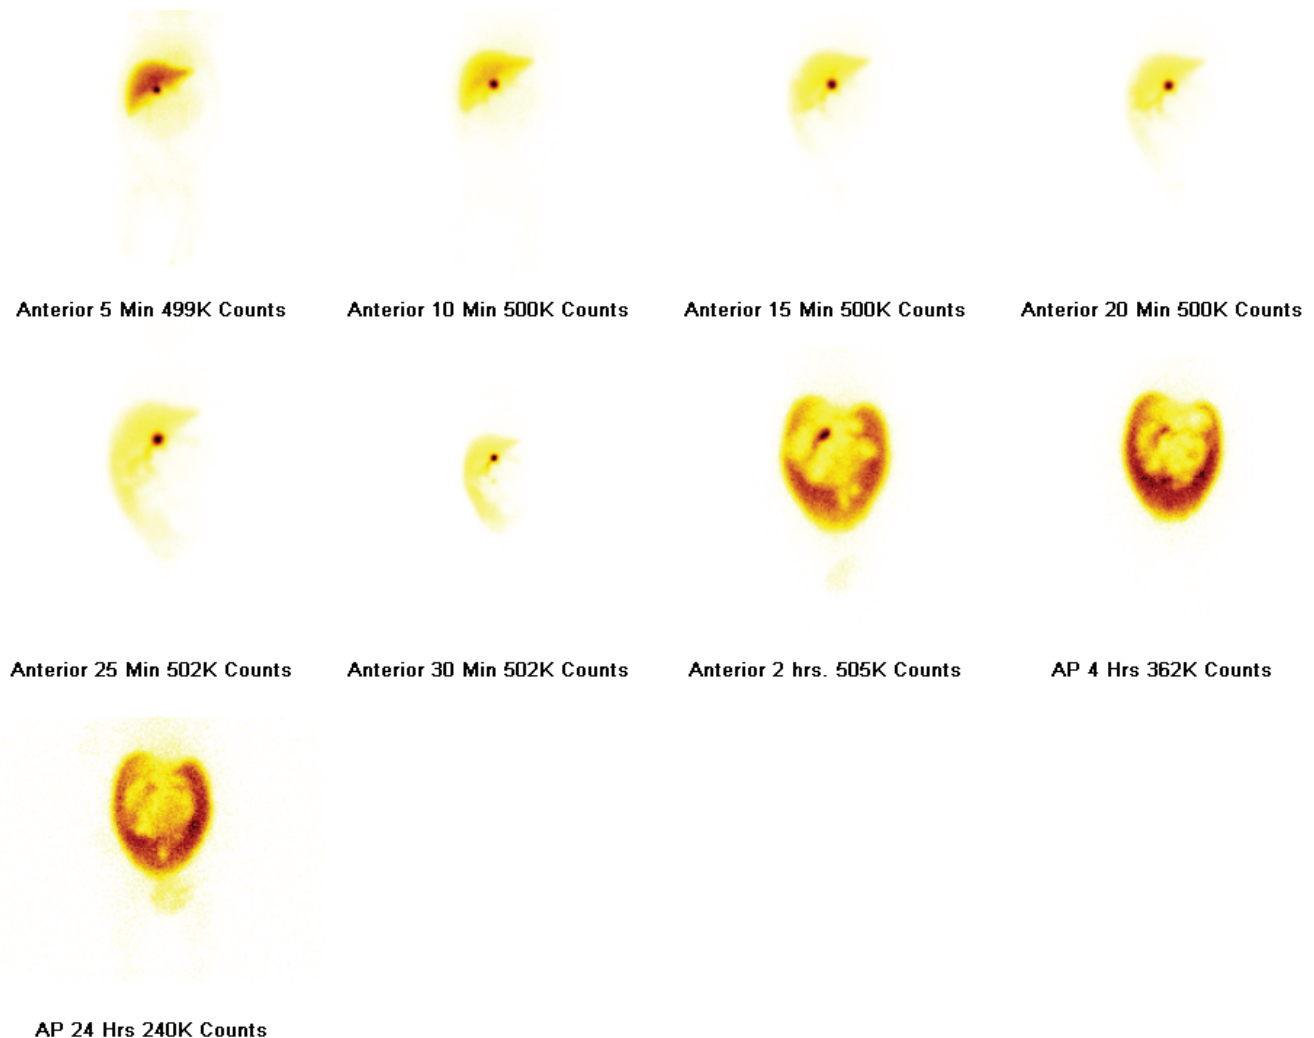 Anterior 5 Min 499K Counts
Anterior 10 Min 500K Counts
Anterior 15 Min 500K Counts
Anterior 20 Min 500K Counts
Anterior 25 Min 502K Counts
Anterior 30 Min 502K Counts
Anterior 2 hrs. 505K Counts
AP 4 Hrs 362K Counts
AP 24 Hrs 240K Counts